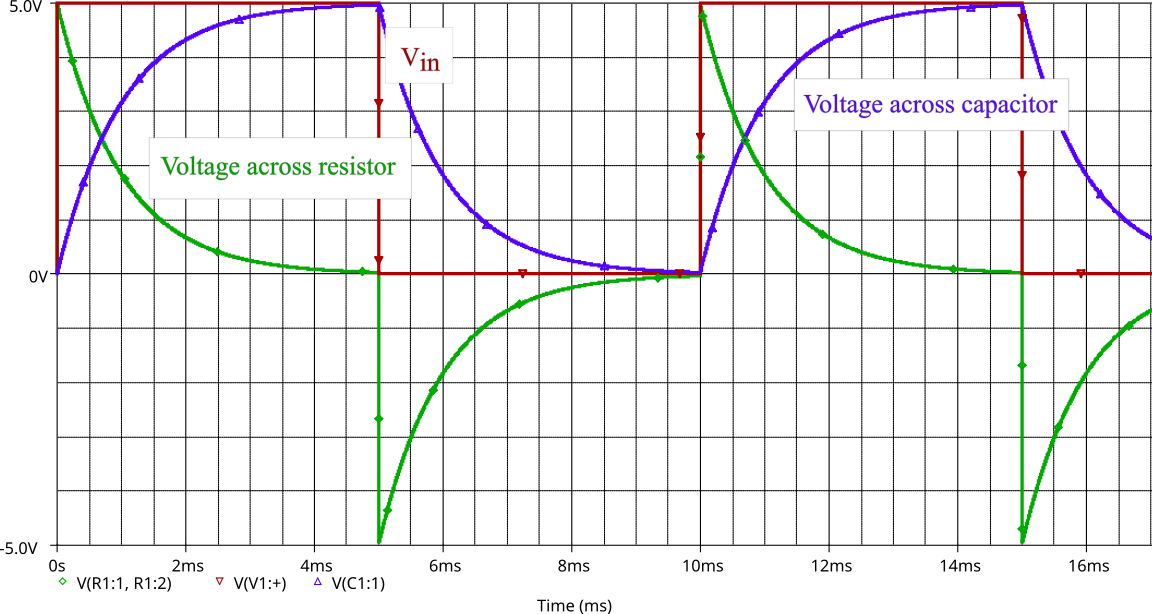 5.0V
V_in
Voltage across capacitor
Voltage across resistor
0V
-5.0V
0s 2ms 4ms 6ms 8ms 10ms 12ms 14ms 16ms
V(R1:1, R1:2) V(V1:+) V(C1:1)
Time (ms)